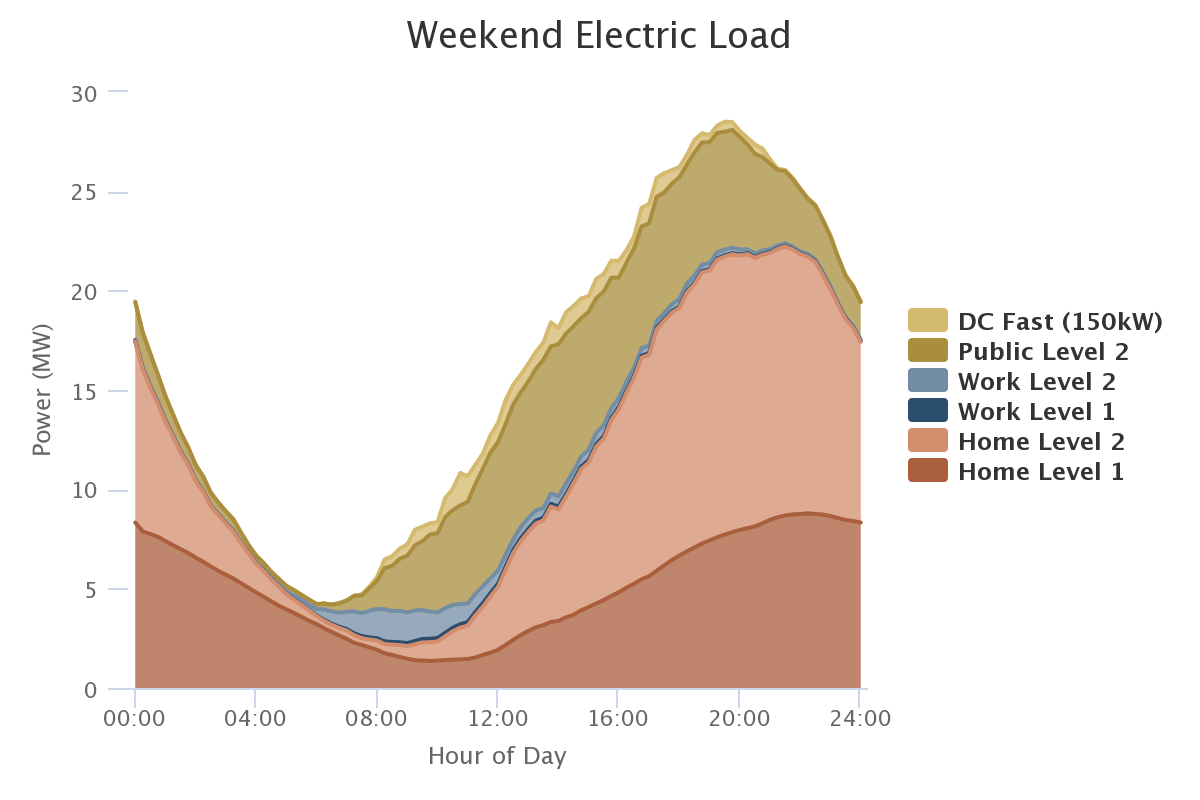 Weekend Electric Load
30
25
20
15
10
5
0
Power (MW)
00:00 04:00 08:00 12:00 16:00 20:00 24:00
Hour of Day
DC Fast (150kW)
Public Level 2
Work Level 2
Work Level 1
Home Level 2
Home Level 1